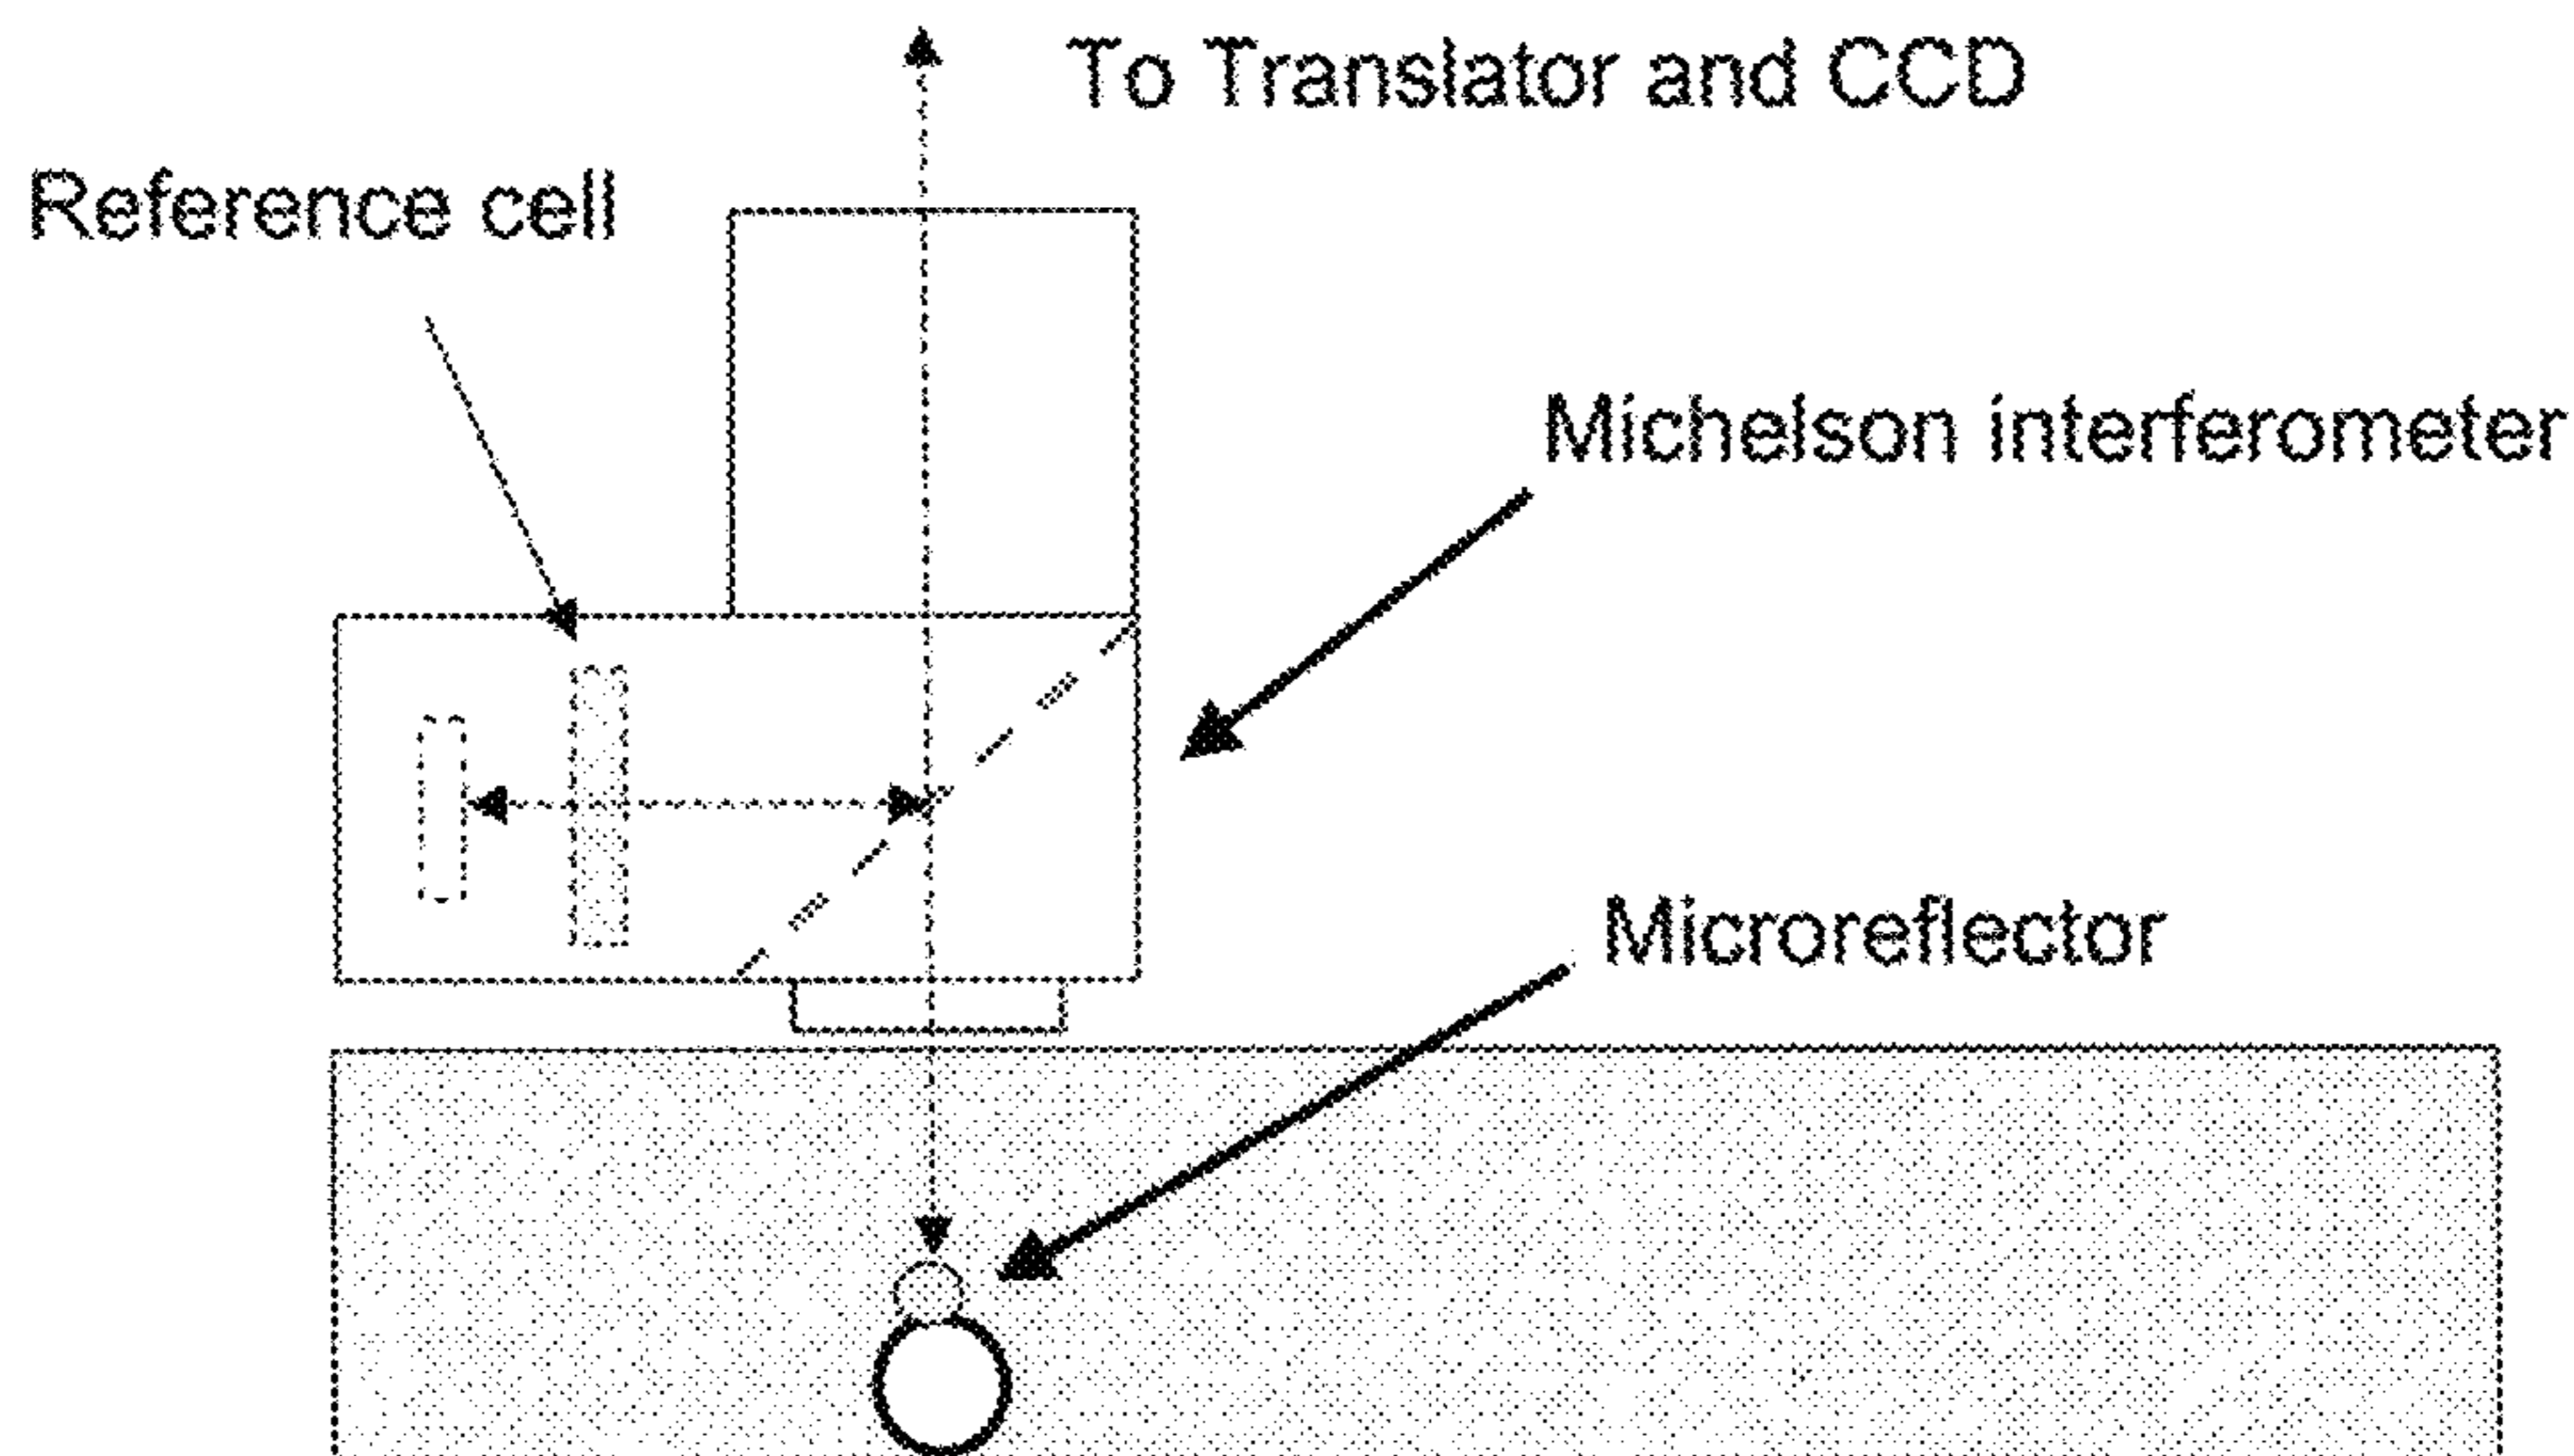 To Translator and CCD
Reference cell
Michelson interferometer
Microreflector